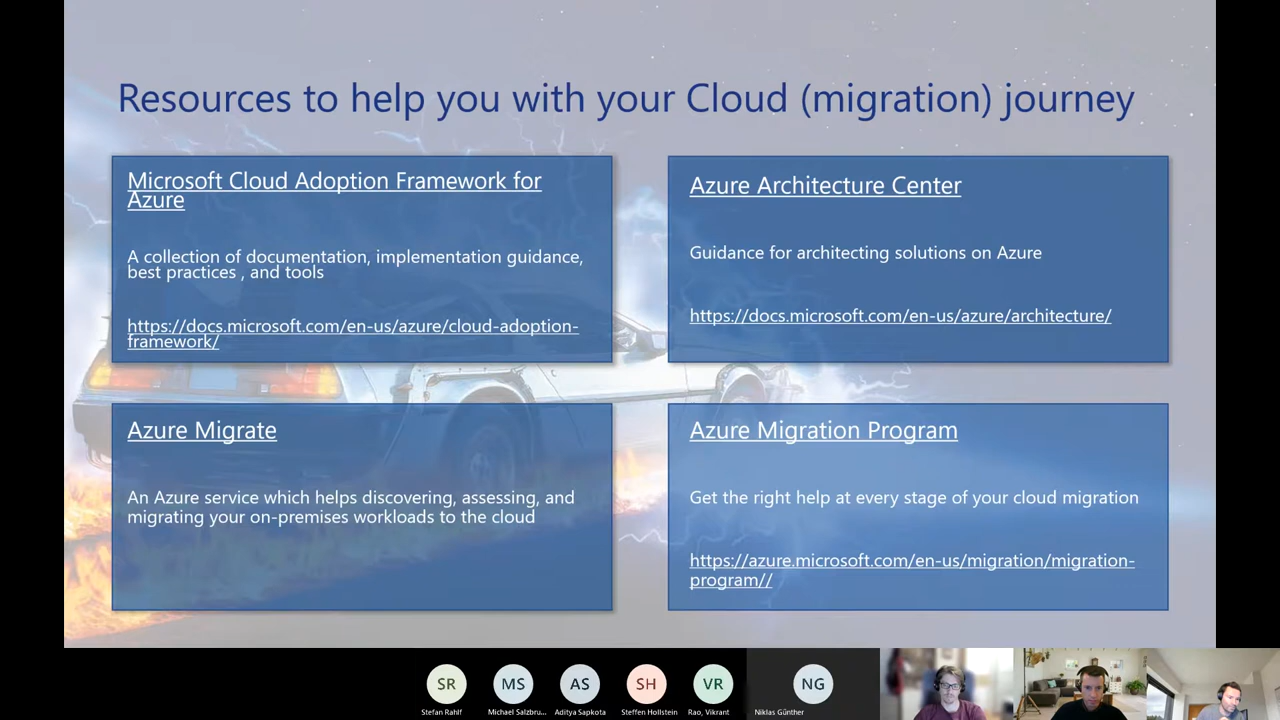 Resources to help you with your Cloud (migration) journey
Microsoft Cloud Adoption Framework for
Azure
A collection of documentation, implementation guidance,
best practices , and tools
https://docs.microsoft.com/en-us/azure/cloud-adoption-
framework/
Azure Architecture Center
Guidance for architecting solutions on Azure
https://docs.microsoft.com/en-us/azure/architecture/
Azure Migrate
An Azure service which helps discovering, assessing, and
migrating your on-premises workloads to the cloud
Azure Migration Program
Get the right help at every stage of your cloud migration
https://azure.microsoft.com/en-us/migration/migration-
program//
SR
MS
AS
SH
VR
NG
Stefan Rahlf
Michael Salzbru...
Aditya Sapkota
Steffen Hollstein
Rao, Vikrant
Niklas Günther